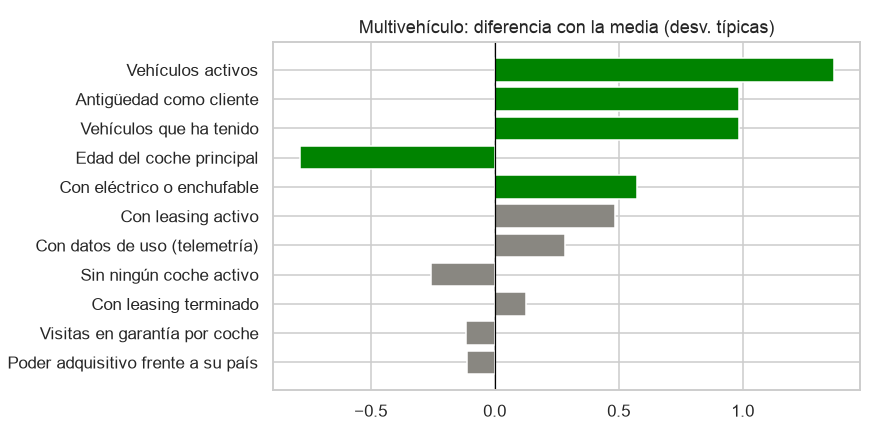 Multivehículo: diferencia con la media (desv. típicas)
Vehículos activos
Antigüedad como cliente
Vehículos que ha tenido
Edad del coche principal
Con eléctrico o enchufable
Con leasing activo
Con datos de uso (telemetría)
Sin ningún coche activo
Con leasing terminado
Visitas en garantía por coche
Poder adquisitivo frente a su país
−0.5 0.0 0.5 1.0